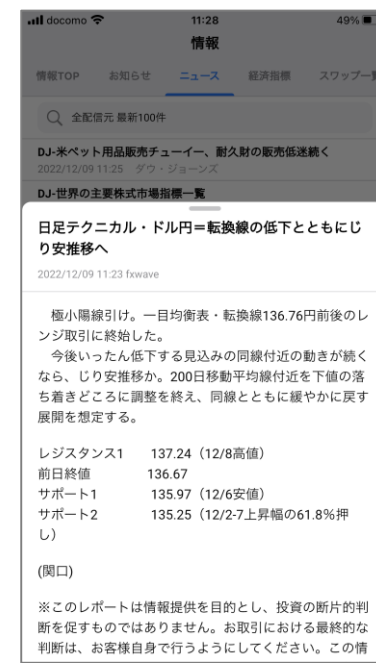 docomo 11:28 49%
情報
情報TOP お知らせ ニュース 経済指標 スワップ一
全配信元 最新100件
DJ-米ペット用品販売チューイー、耐久財の販売低迷続く
2022/12/09 11:25 ダウ・ジョーンズ
DJ-世界の主要株式市場指標一覧
日足テクニカル・ドル円＝転換線の低下とともにじ
り安推移へ
2022/12/09 11:23 fxwave
極小陽線引け。一目均衡表・転換線136.76円前後のレ
ンジ取引に終始した。
今後いったん低下する見込みの同線付近の動きが続く
なら、じり安推移か。200日移動平均線付近を下値の落
ち着きどころに調整を終え、同線とともに緩やかに戻す
展開を想定する。
レジスタンス1 137.24（12/8高値）
前日終値 136.67
サポート1 135.97（12/6安値）
サポート2 135.25（12/2-7上昇幅の61.8%押
し）
(関口)
※このレポートは情報提供を目的とし、投資の断片的判
断を促すものではありません。お取引における最終的な
判断は、お客様自身で行うようにしてください。この情